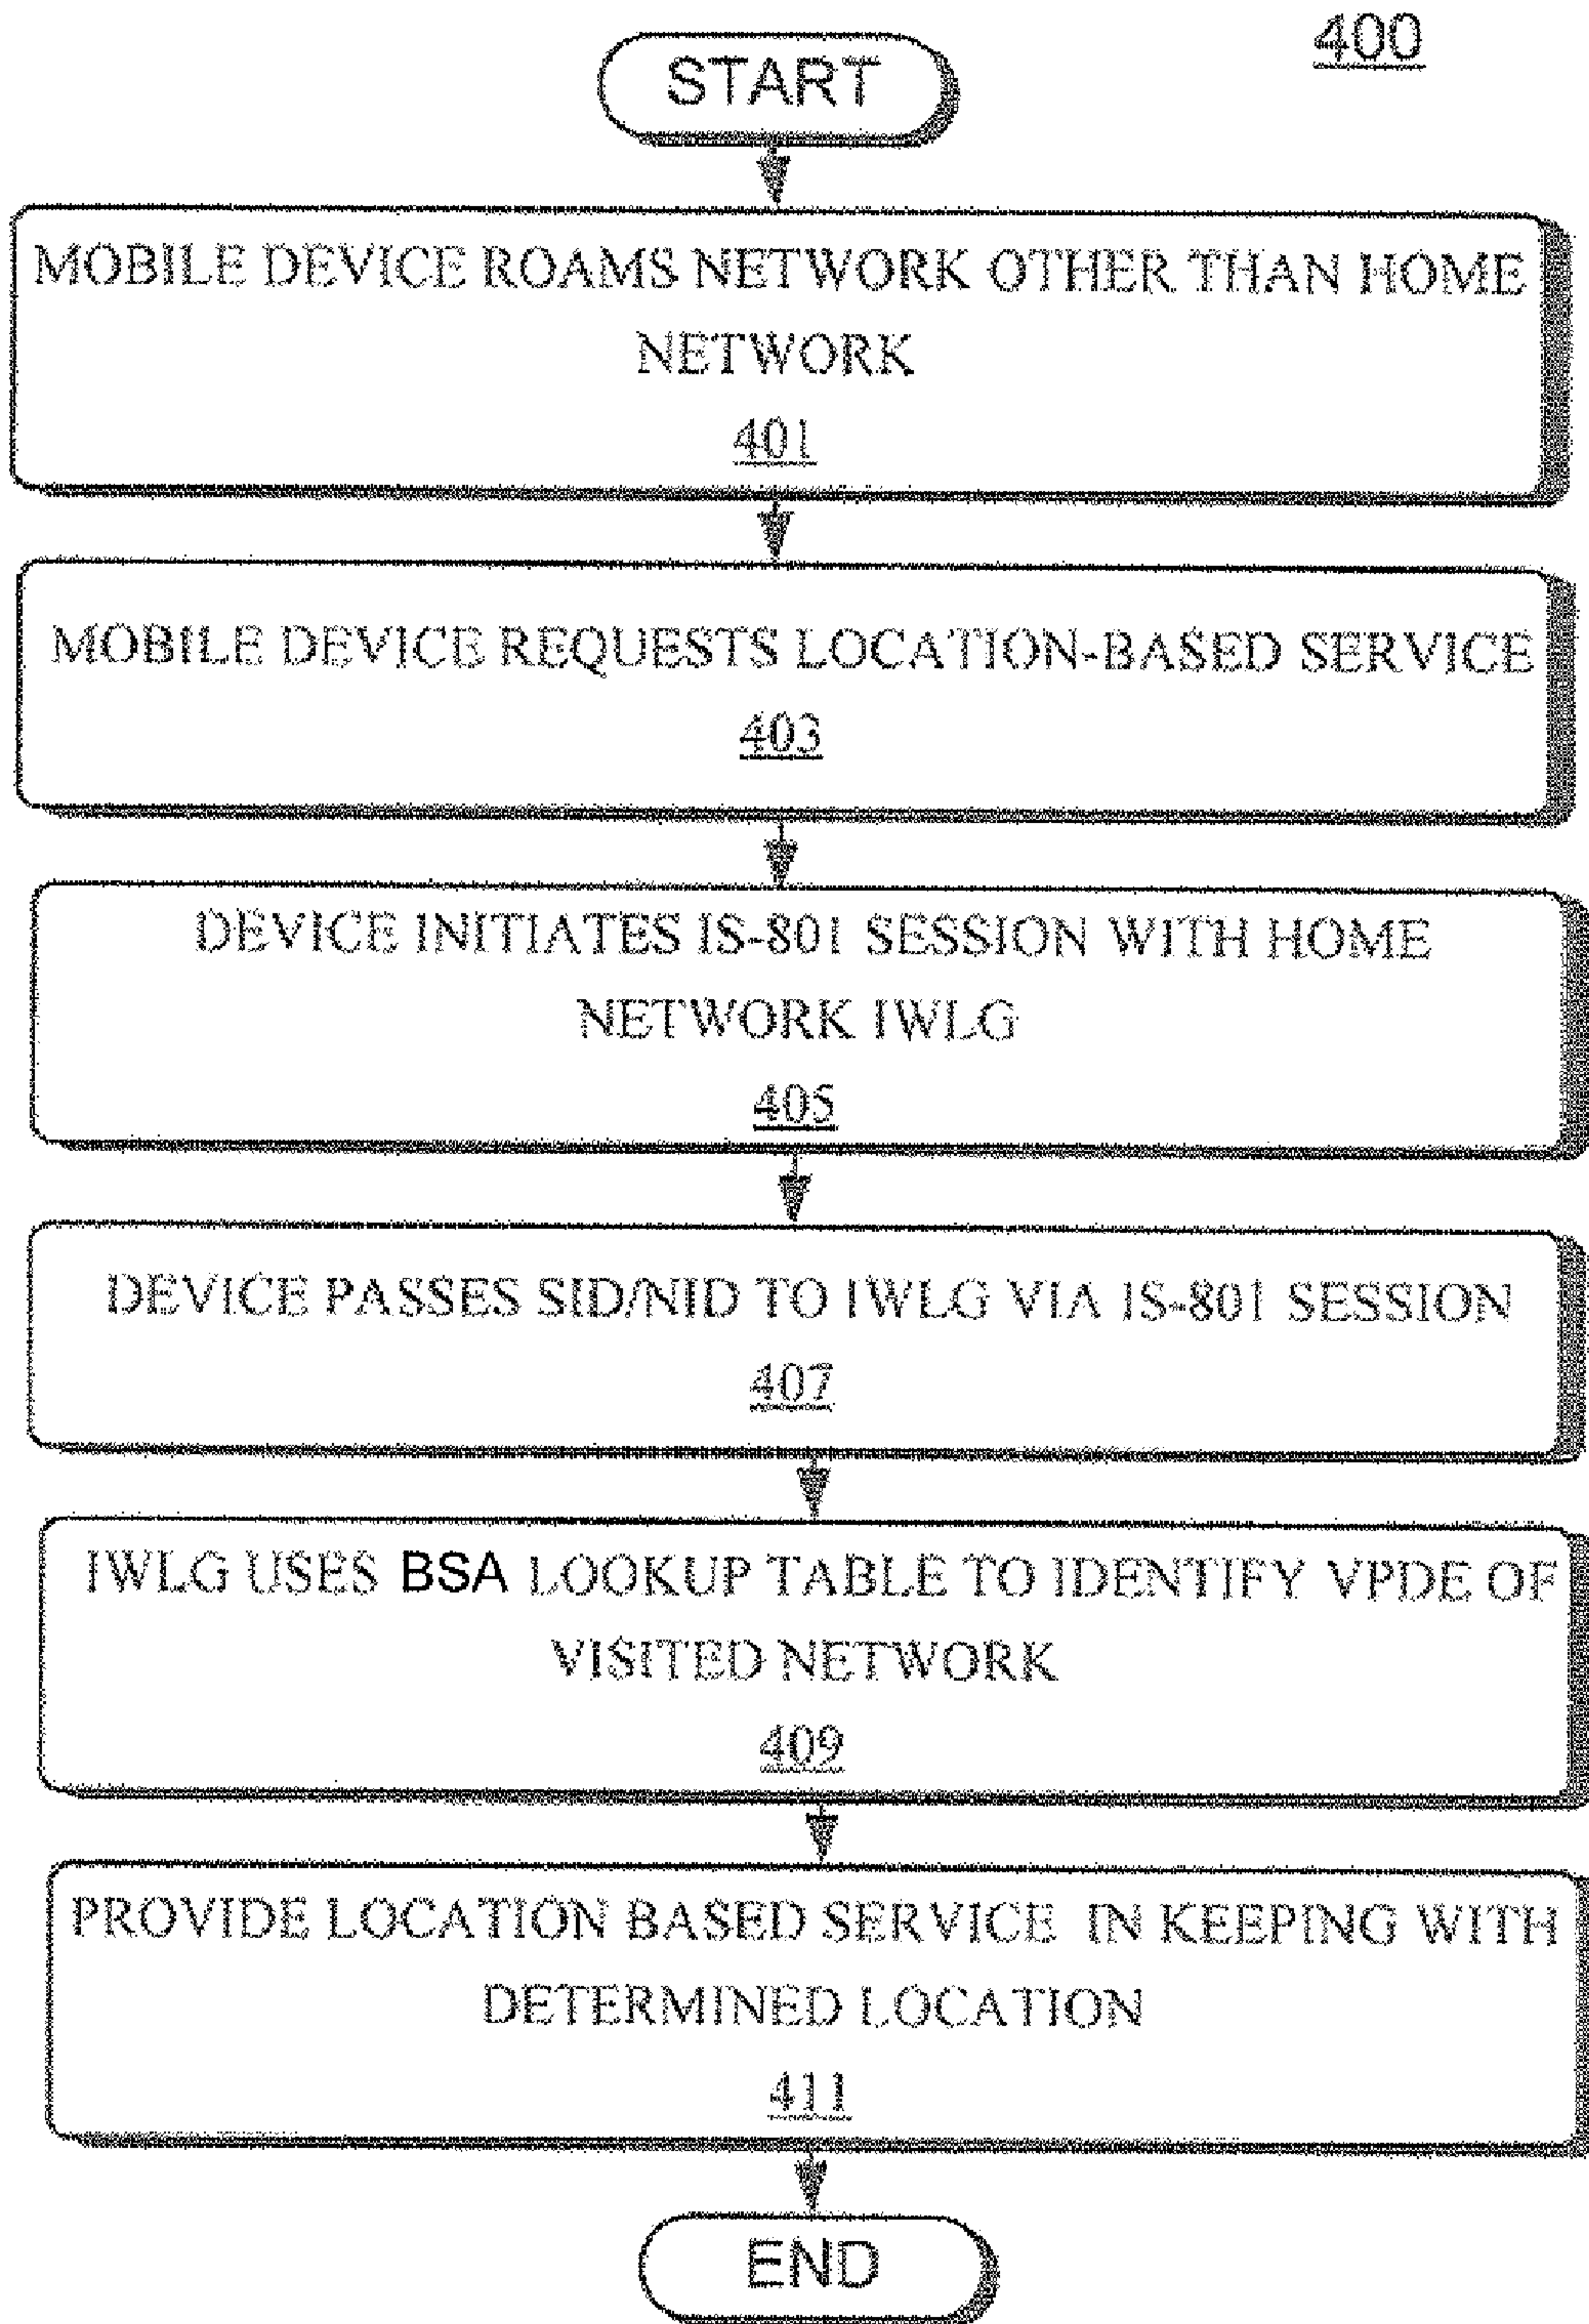 400
START
MOBILE DEVICE ROAMS NETWORK OTHER THAN HOME
NETWORK
401
MOBILE DEVICE REQUESTS LOCATION-BASED SERVICE
403
DEVICE INITIATES IS-801 SESSION WITH HOME
NETWORK IWLG
405
DEVICE PASSES SID/NID TO IWLG VIA IS-801 SESSION
407
IWLG USES BSA LOOKUP TABLE TO IDENTIFY VPDE OF
VISITED NETWORK
409
PROVIDE LOCATION BASED SERVICE IN KEEPING WITH
DETERMINED LOCATION
411
END